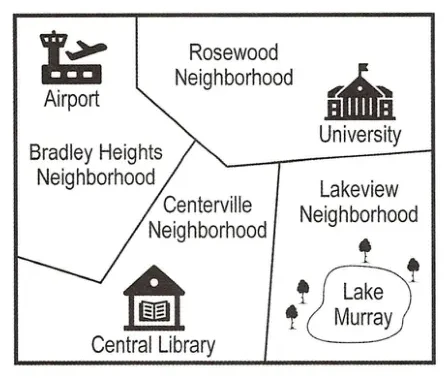 Airport
Rosewood
Neighborhood
University
Bradley Heights
Neighborhood
Centerville
Neighborhood
Lakeview
Neighborhood
Central Library
Lake
Murray